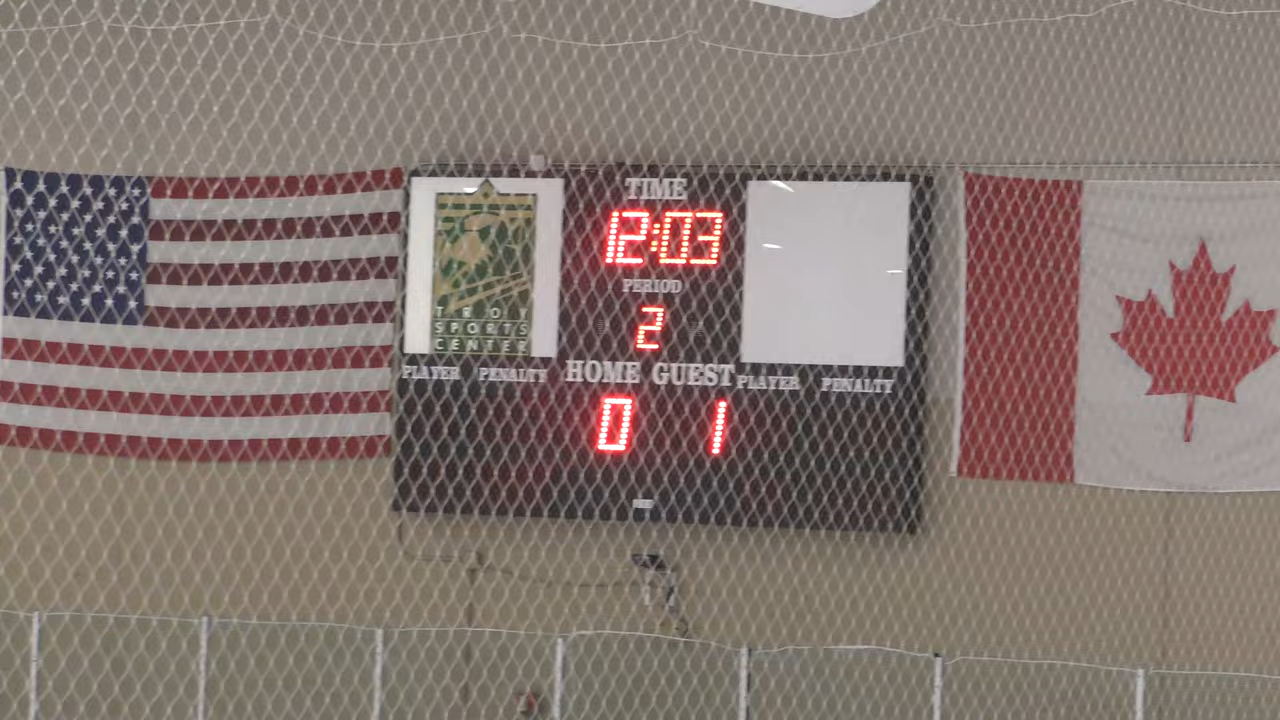 TIME
12:03
PERIOD
2
TROY
SPORTS
CENTER
PLAYER PENALTY HOME GUEST PLAYER PENALTY
0 1